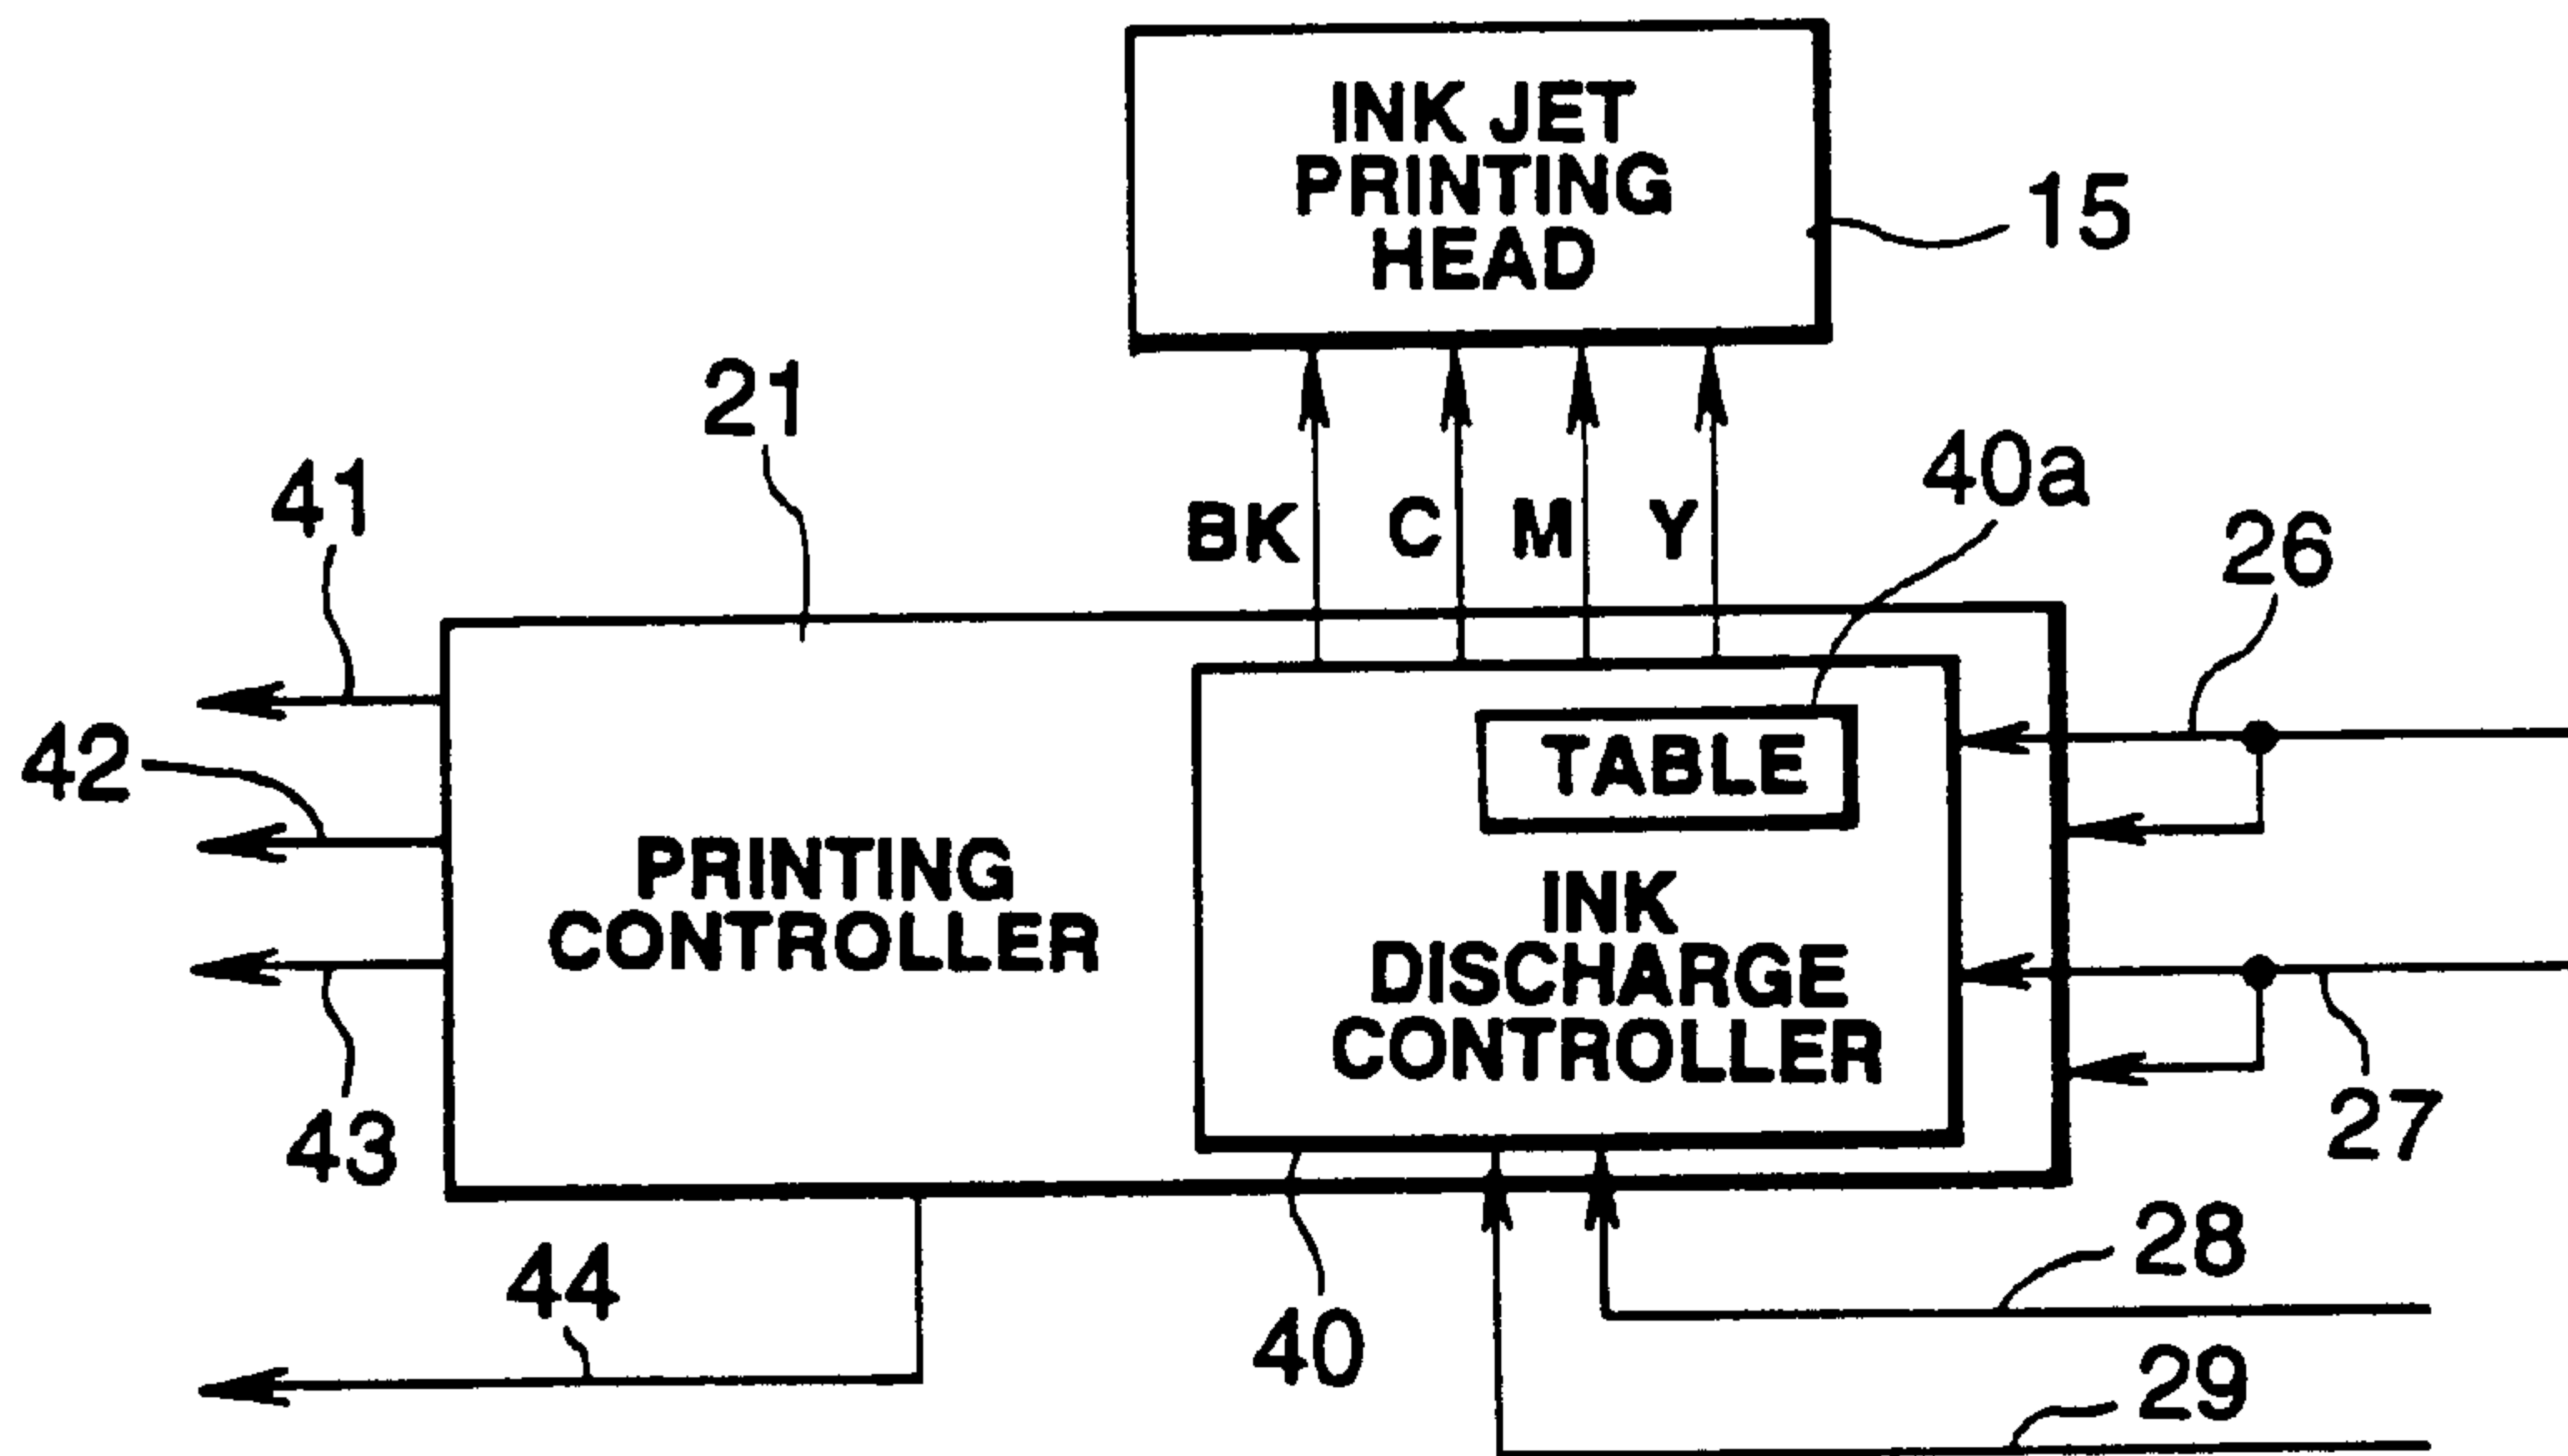 INK JET
PRINTING
HEAD
15
21
41
BK C M Y
40a
26
42
TABLE
PRINTING
CONTROLLER
INK
DISCHARGE
CONTROLLER
43
27
44
40
28
29